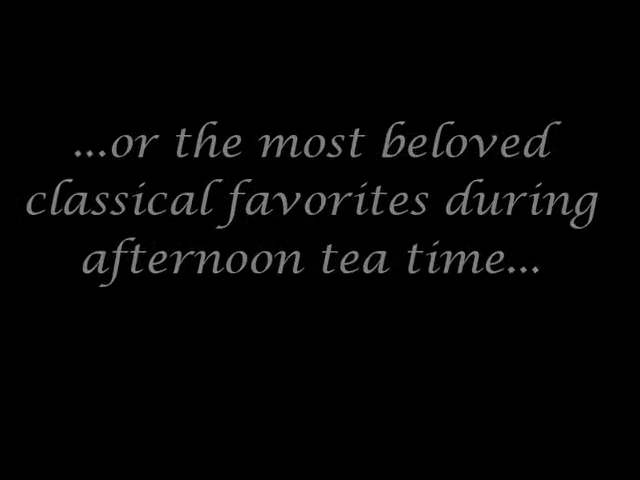 ...or the most beloved
classical favorites during
afternoon tea time...